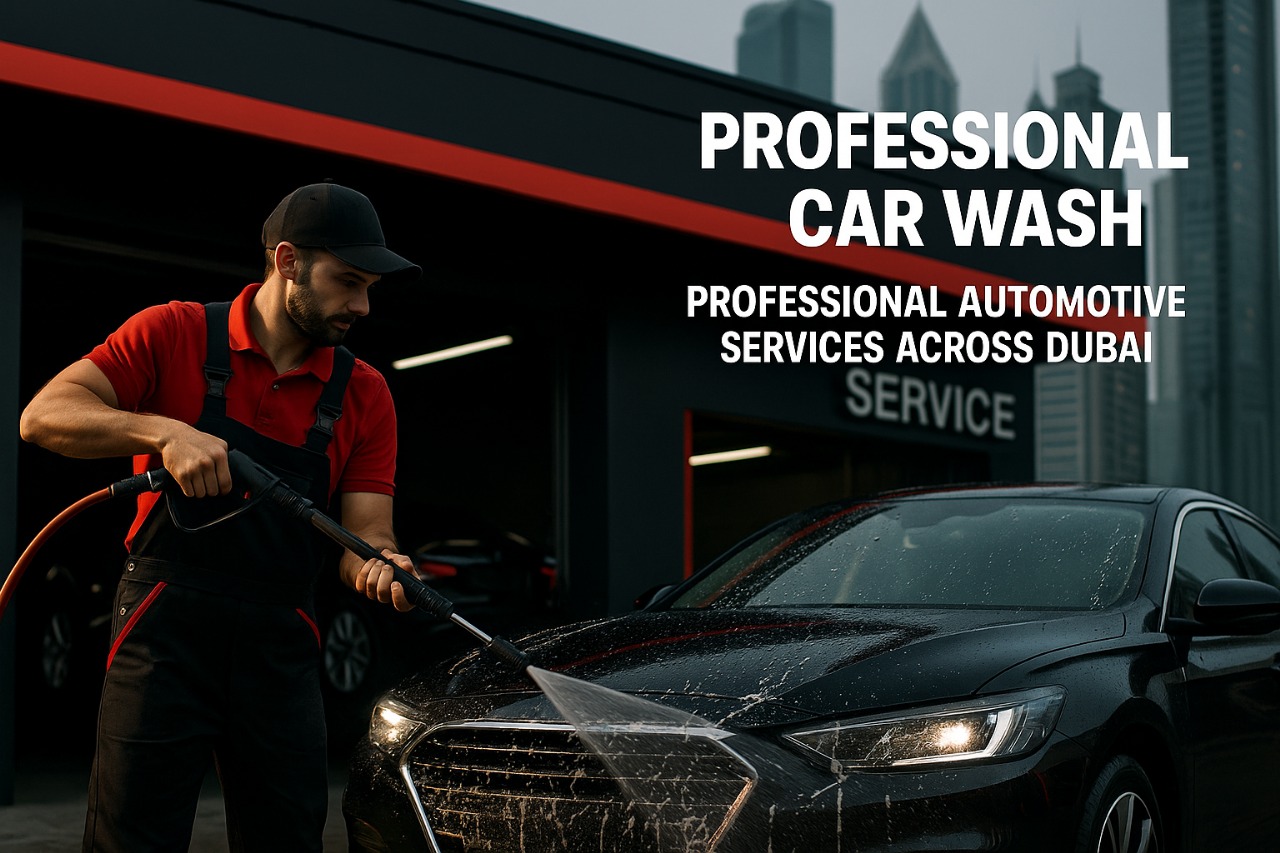 PROFESSIONAL
CAR WASH
PROFESSIONAL AUTOMOTIVE
SERVICES ACROSS DUBAI
SERVICE